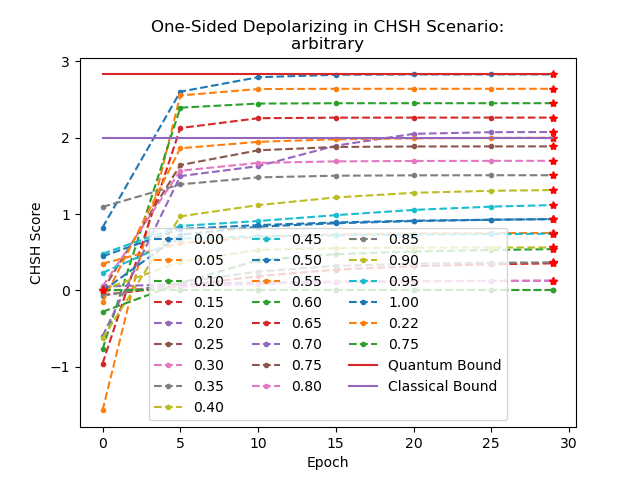 One-Sided Depolarizing in CHSH Scenario:
arbitrary
CHSH Score
3
2
1
0
−1
0 5 10 15 20 25 30
Epoch
0.00 0.45 0.85
0.05 0.50 0.90
0.10 0.55 0.95
0.15 0.60 1.00
0.20 0.65 0.22
0.25 0.70 0.75
0.30 0.75 Quantum Bound
0.35 0.80 Classical Bound
0.40